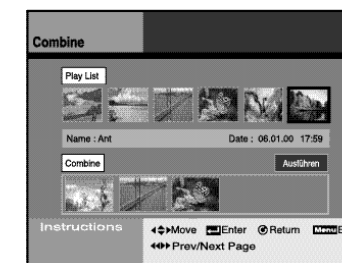 Combine
Play List
Name : Ant Date : 06.01.00 17:59
Combine
Ausführen
Instructions
Move Enter Return Menu E
Prev/Next Page